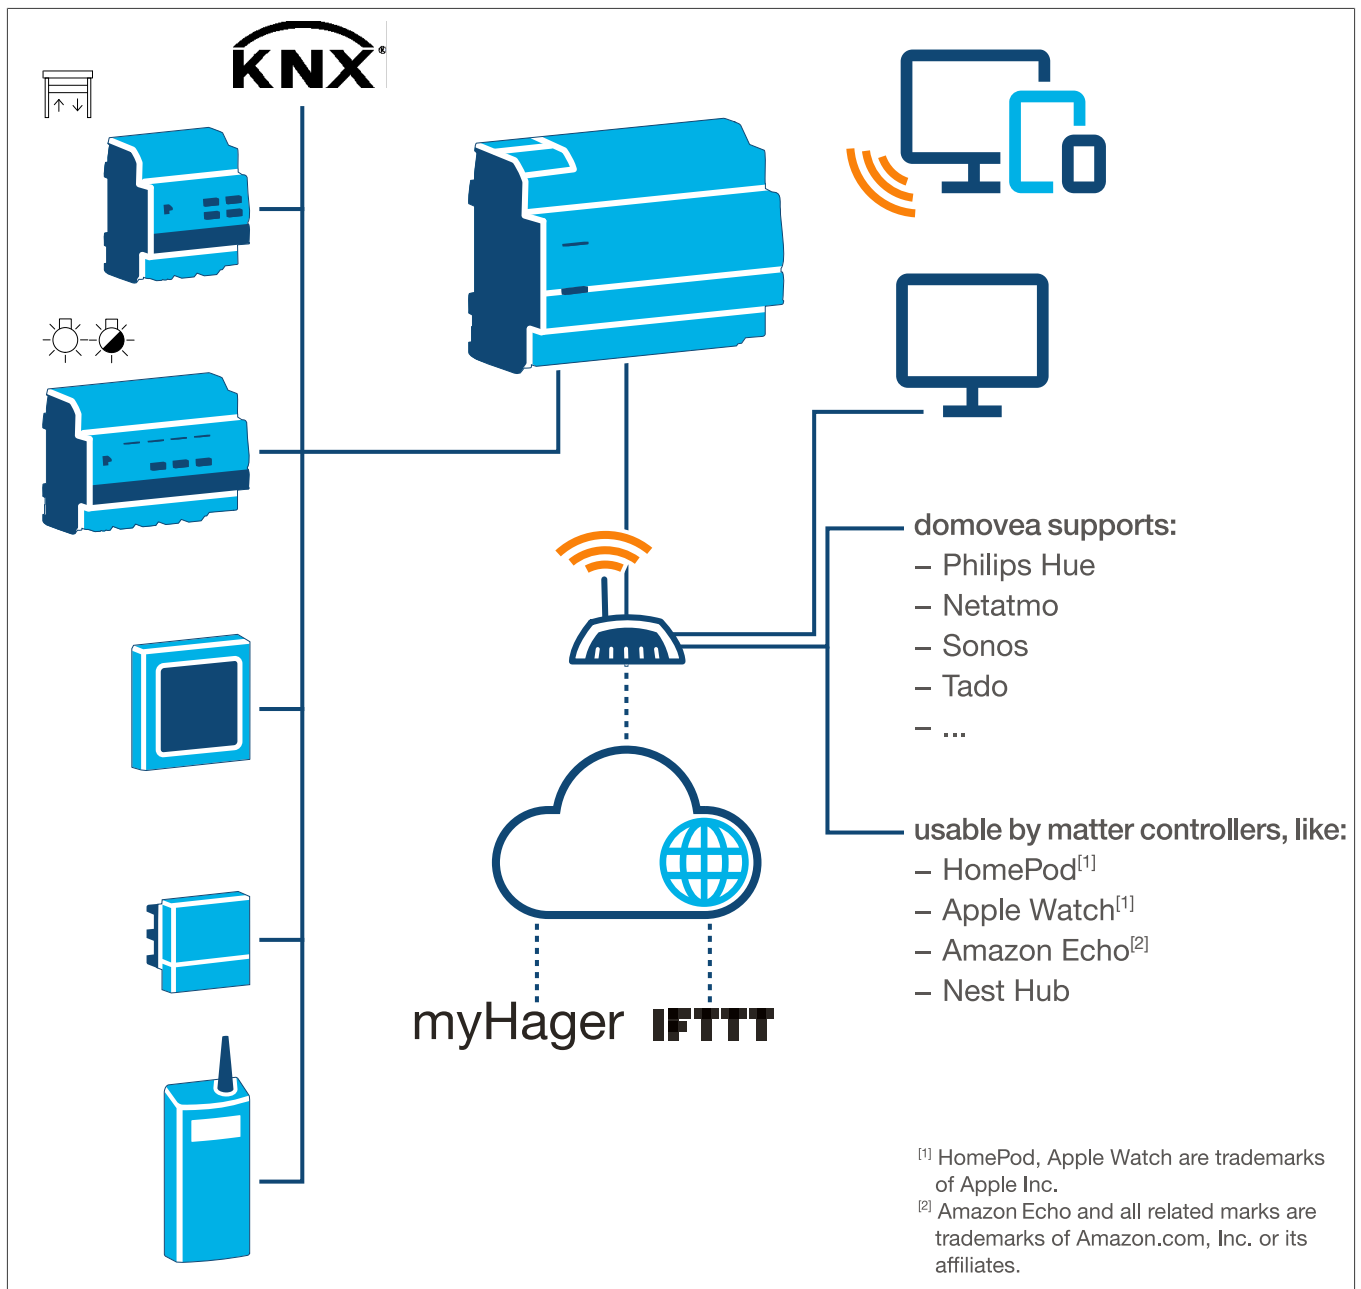 KNX®
domovea supports:
– Philips Hue
– Netatmo
– Sonos
– Tado
– ...
usable by matter controllers, like:
– HomePod[1]
– Apple Watch[1]
– Amazon Echo[2]
– Nest Hub
myHager IFTTT
[1] HomePod, Apple Watch are trademarks
of Apple Inc.
[2] Amazon Echo and all related marks are
trademarks of Amazon.com, Inc. or its
affiliates.